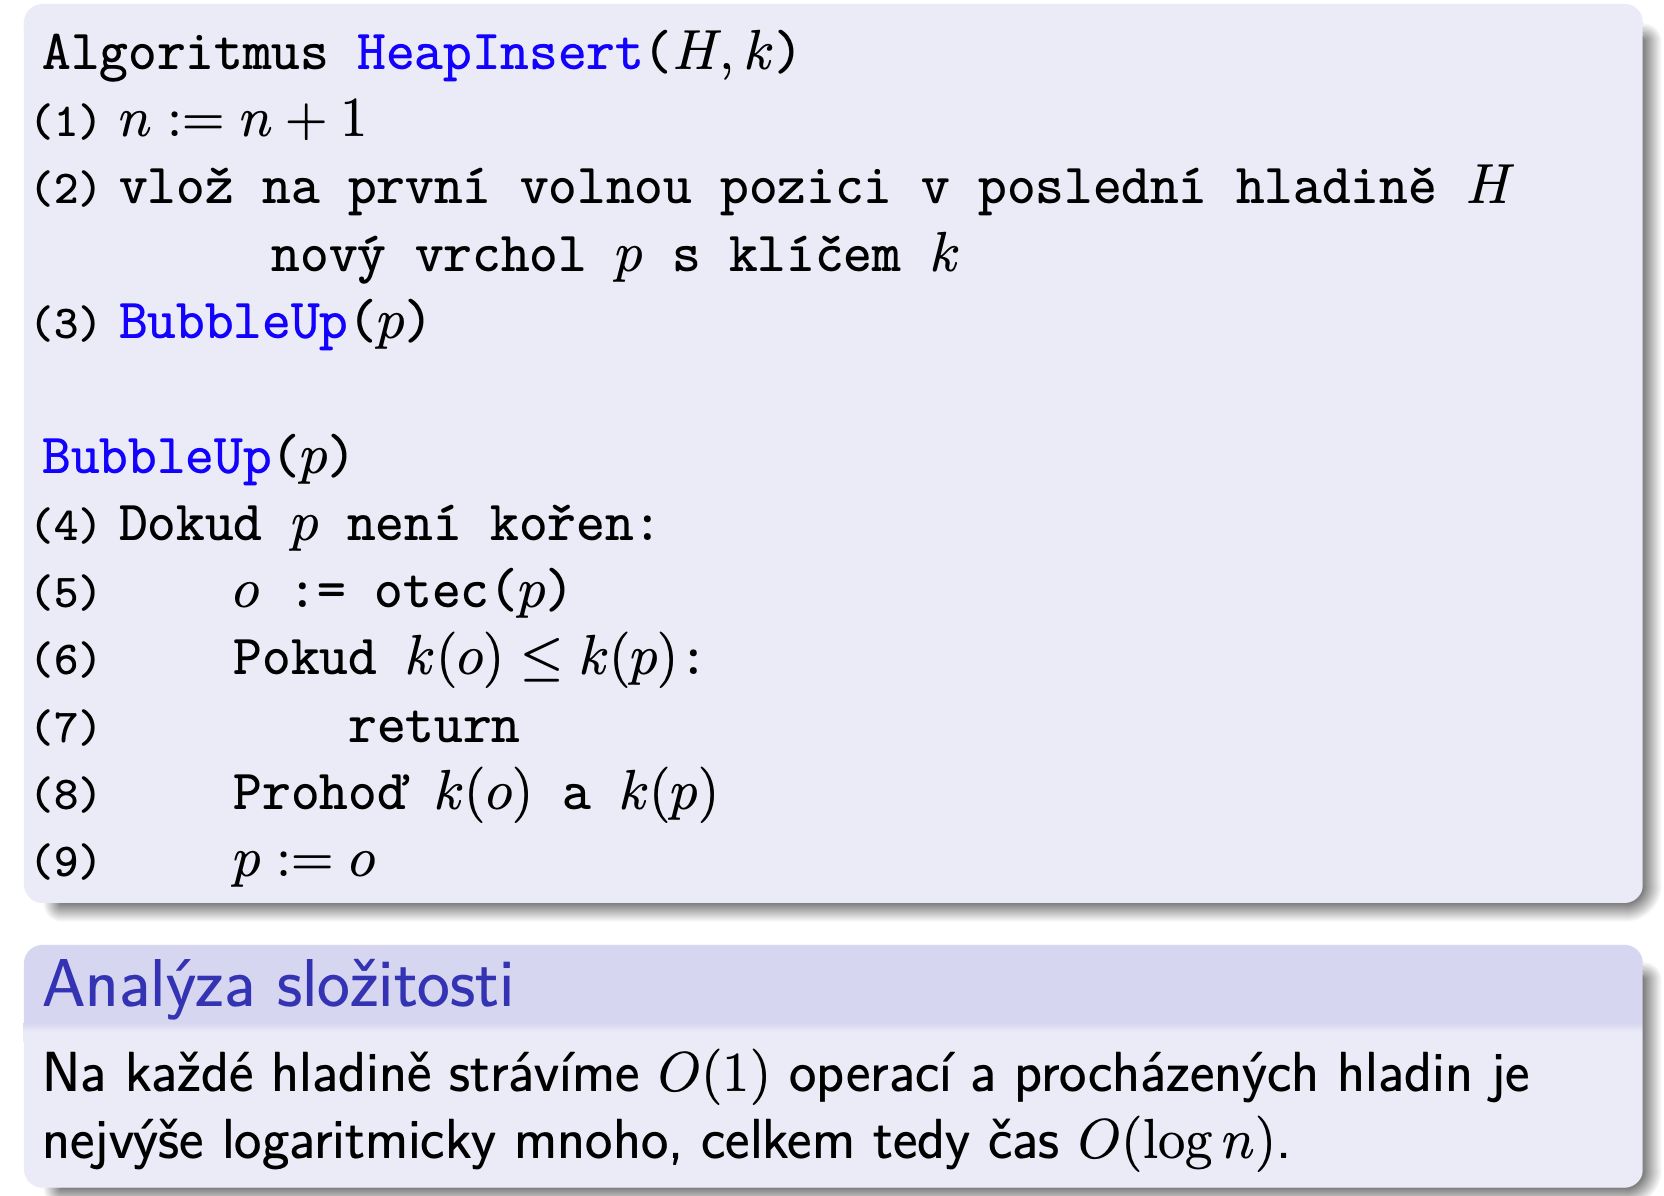 Algoritmus HeapInsert(H, k)
(1) n := n + 1
(2) vlož na první volnou pozici v poslední hladině H
nový vrchol p s klíčem k
(3) BubbleUp(p)
BubbleUp(p)
(4) Dokud p není kořen:
(5) o := otec(p)
(6) Pokud k(o) ≤ k(p):
(7) return
(8) Prohoď k(o) a k(p)
(9) p := o
Analýza složitosti
Na každé hladině strávíme O(1) operací a procházených hladin je
nejvýše logaritmicky mnoho, celkem tedy čas O(log n).